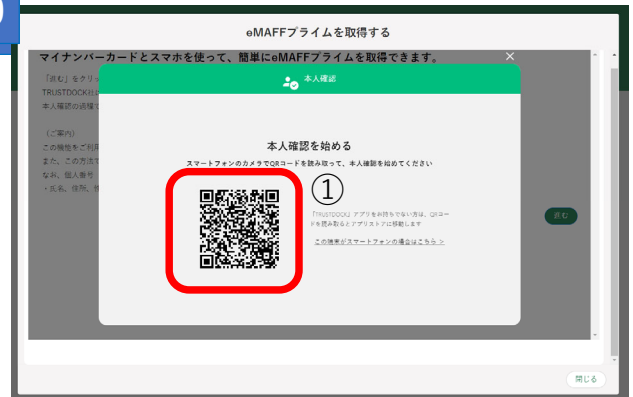 eMAFFプライムを取得する
マイナンバーカードとスマホを使って、簡単にeMAFFプライムを取得できます。
「進む」をクリッ
TRUSTDOCK社に
本人確認の過程で
（ご案内）
この機能をご利用
また、この方法で
なお、個人番号
・氏名、住所、性
本人確認
本人確認を始める
スマートフォンのカメラでQRコードを読み取って、本人確認を始めてください
①
「TRUSTDOCK」アプリをお持ちでない方は、QRコー
ドを読み取るとアプリストアに移動します
この端末がスマートフォンの場合はこちら >
進む
閉じる